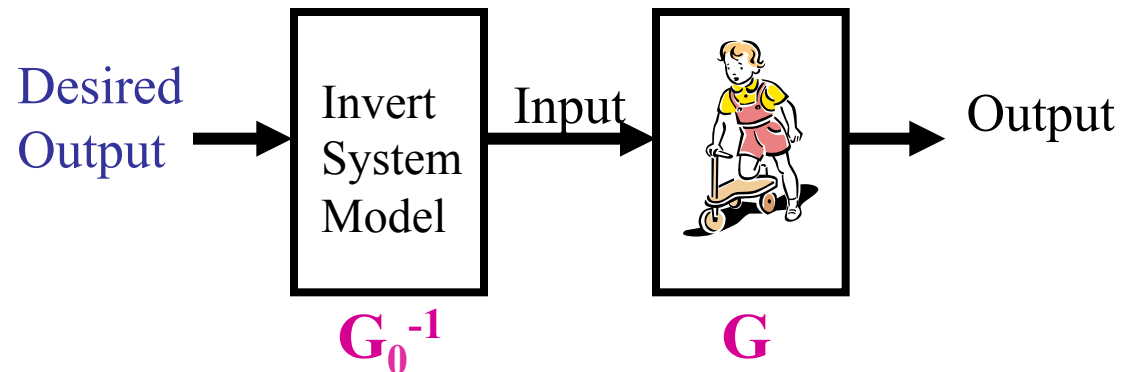 Desired
Output
Invert
System
Model
Input
Output
G₀⁻¹
G